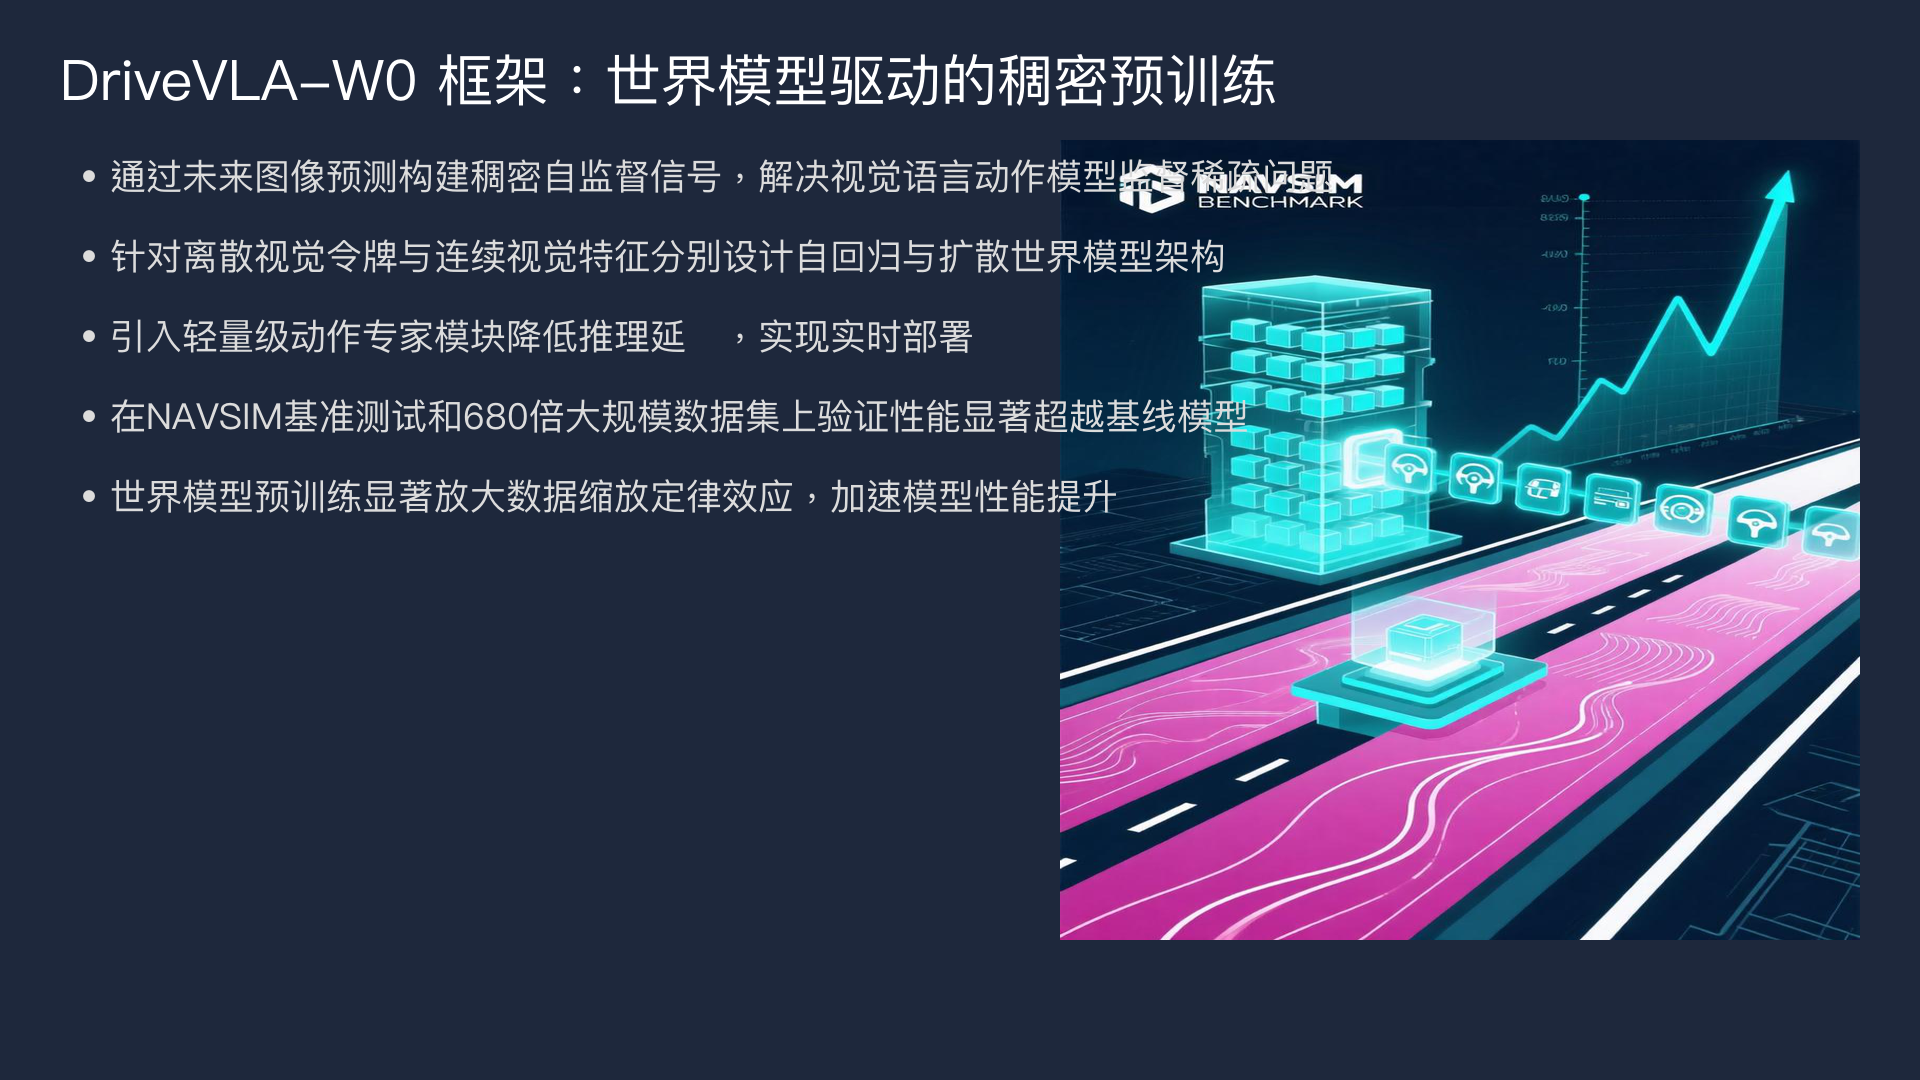 DriveVLA-W0 框架：世界模型驱动的稠密预训练
• 通过未来图像预测构建稠密自监督信号，解决视觉语言动作模型监督稀疏问题
NAVSIM
BENCHMARK
• 针对离散视觉令牌与连续视觉特征分别设计自回归与扩散世界模型架构
• 引入轻量级动作专家模块降低推理延 ，实现实时部署
• 在NAVSIM基准测试和680倍大规模数据集上验证性能显著超越基线模型
• 世界模型预训练显著放大数据缩放定律效应，加速模型性能提升